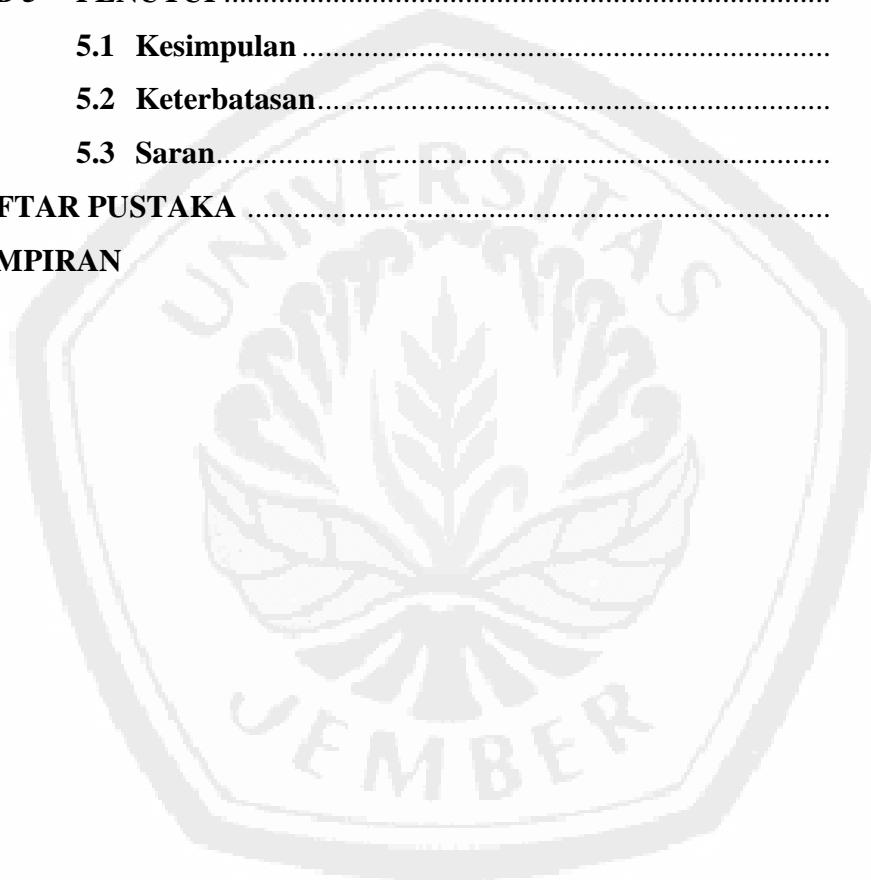 5.1 Kesimpulan ................................................................
5.2 Keterbatasan ................................................................
5.3 Saran ................................................................
FTAR PUSTAKA ................................................................
MPIRAN
UNIVERSITAS
JEMBER